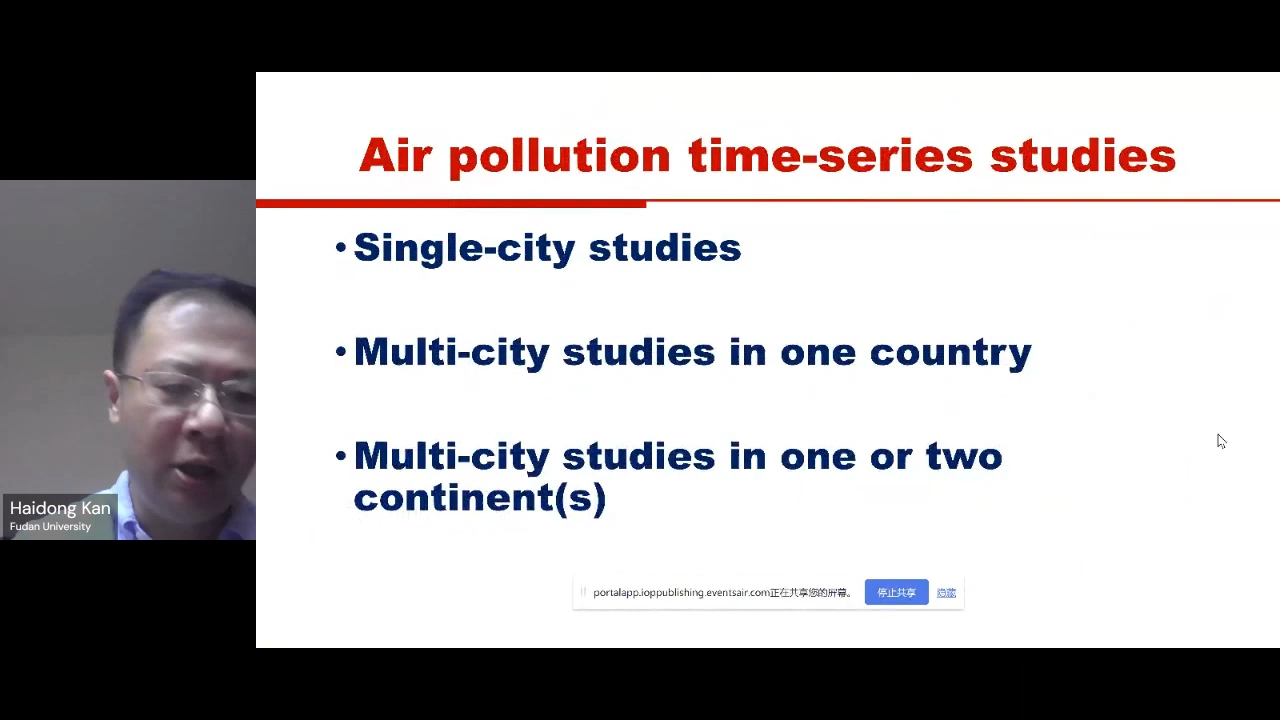 Air pollution time-series studies
• Single-city studies
• Multi-city studies in one country
• Multi-city studies in one or two
continent(s)
Haidong Kan
Fudan University
portalapp.ioppublishing.eventsair.com正在共享您的屏幕。 停止共享 隐藏